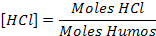 [HCl] = Moles HCl / Moles Humos